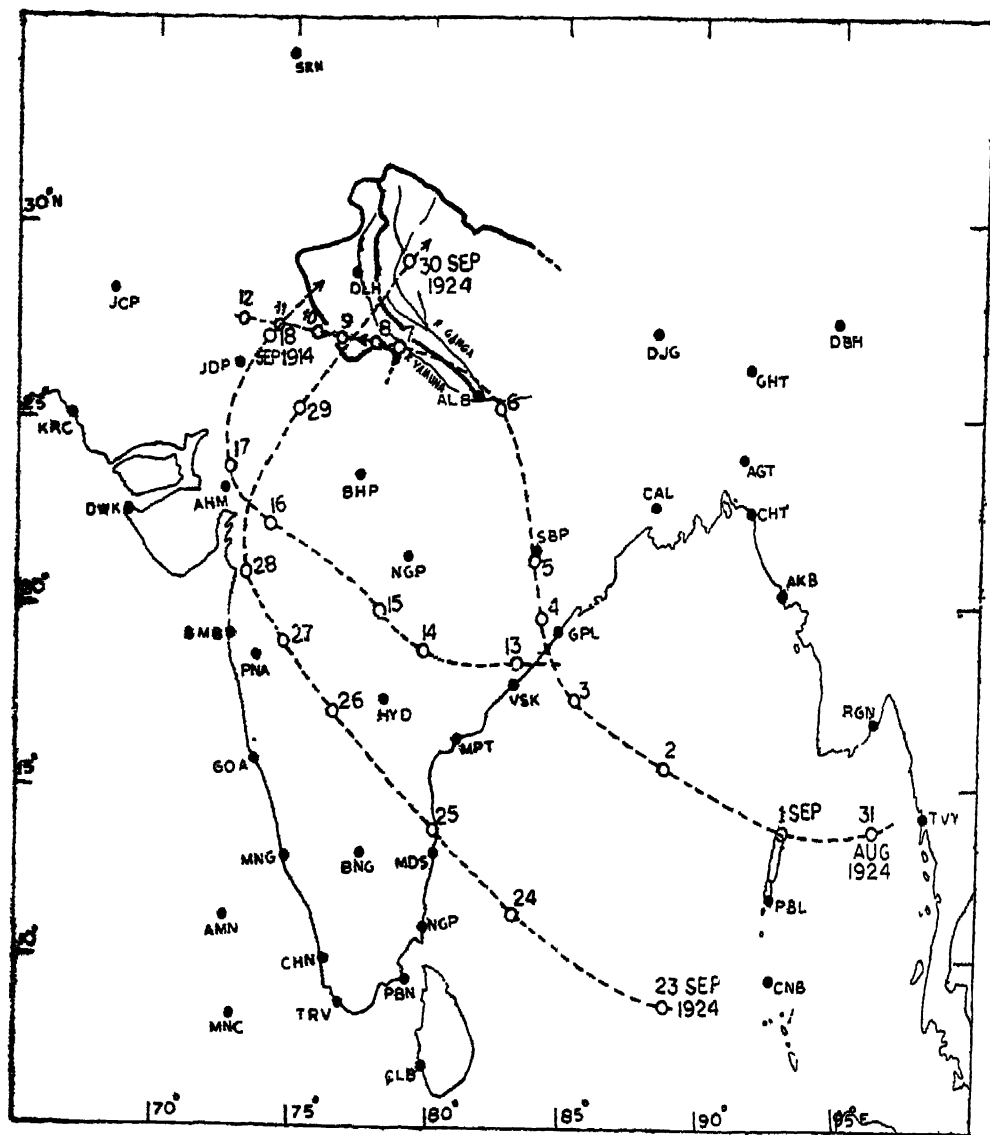 SRN
30°N
30 SEP
1924
DLH
JCP
12
11
10
9
8
18
SEP 1914
GANGA
YAMUNA
DJG
DBH
JDP
GHT
ALB
6
29
KRC
17
BHP
AGT
DWK
AHM
16
CAL
CHT
SBP
5
28
NGP
AKB
15
4
BMB
27
14
13
GPL
PNA
VSK
3
26
HYD
RGN
MPT
2
GOA
15°
25
1 SEP
31
AUG
1924
TVY
MNG
BNG
MDS
24
PBL
AMN
NGP
CHN
PBN
23 SEP
1924
CNB
TRV
MNC
CLB
70°
75°
80°
85°
90°
95°E